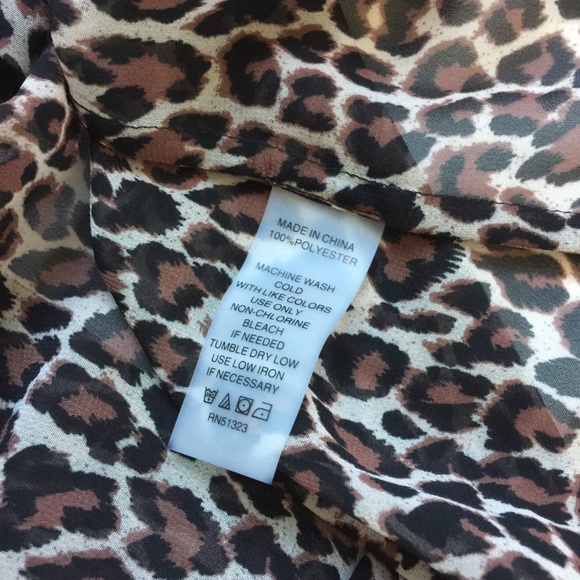 MADE IN CHINA
100%POLYESTER
MACHINE WASH
COLD
WITH LIKE COLORS
USE ONLY
NON-CHLORINE
BLEACH
IF NEEDED
TUMBLE DRY LOW
USE LOW IRON
IF NECESSARY
RN51323